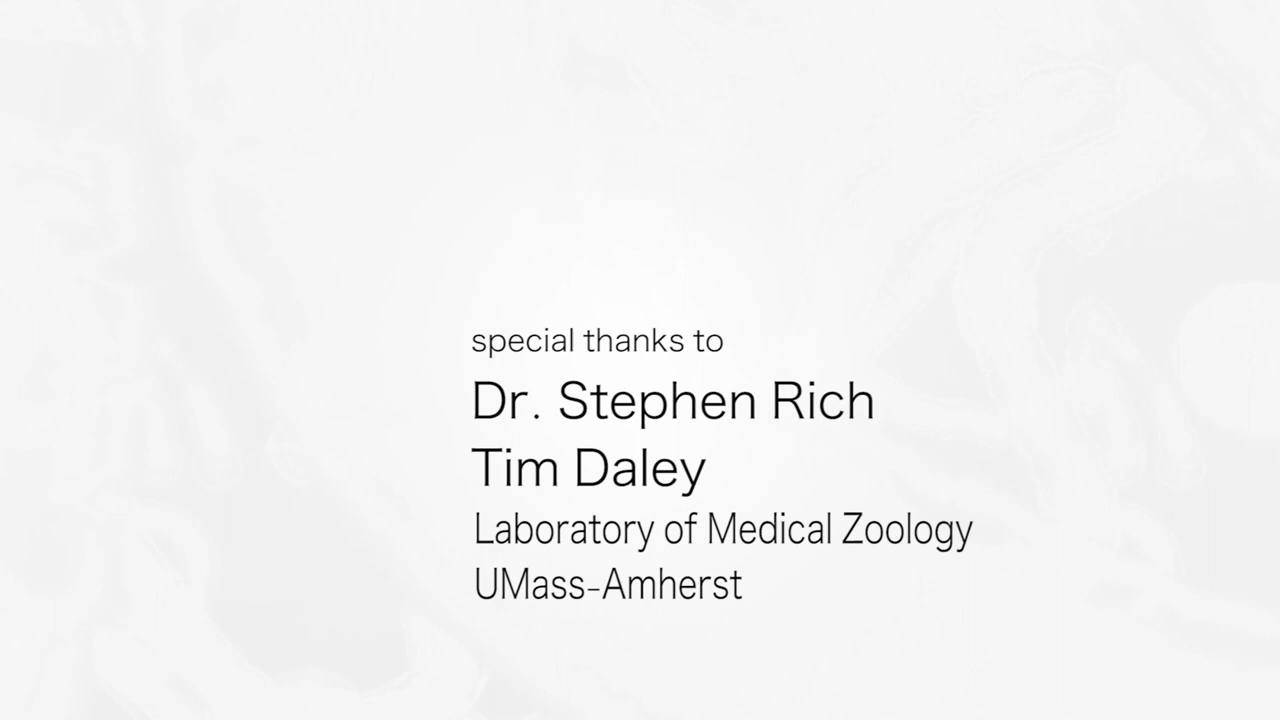 special thanks to
Dr. Stephen Rich
Tim Daley
Laboratory of Medical Zoology
UMass-Amherst